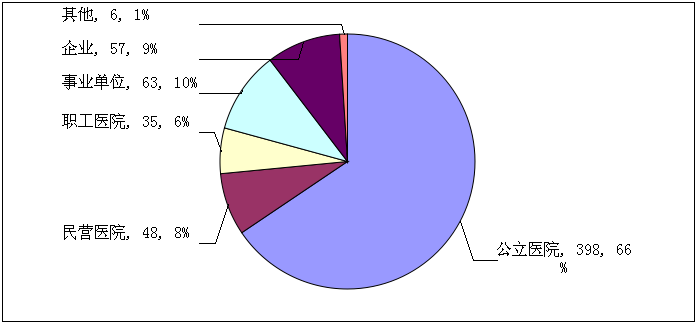 其他, 6, 1%
企业, 57, 9%
事业单位, 63, 10%
职工医院, 35, 6%
民营医院, 48, 8%
公立医院, 398, 66
%